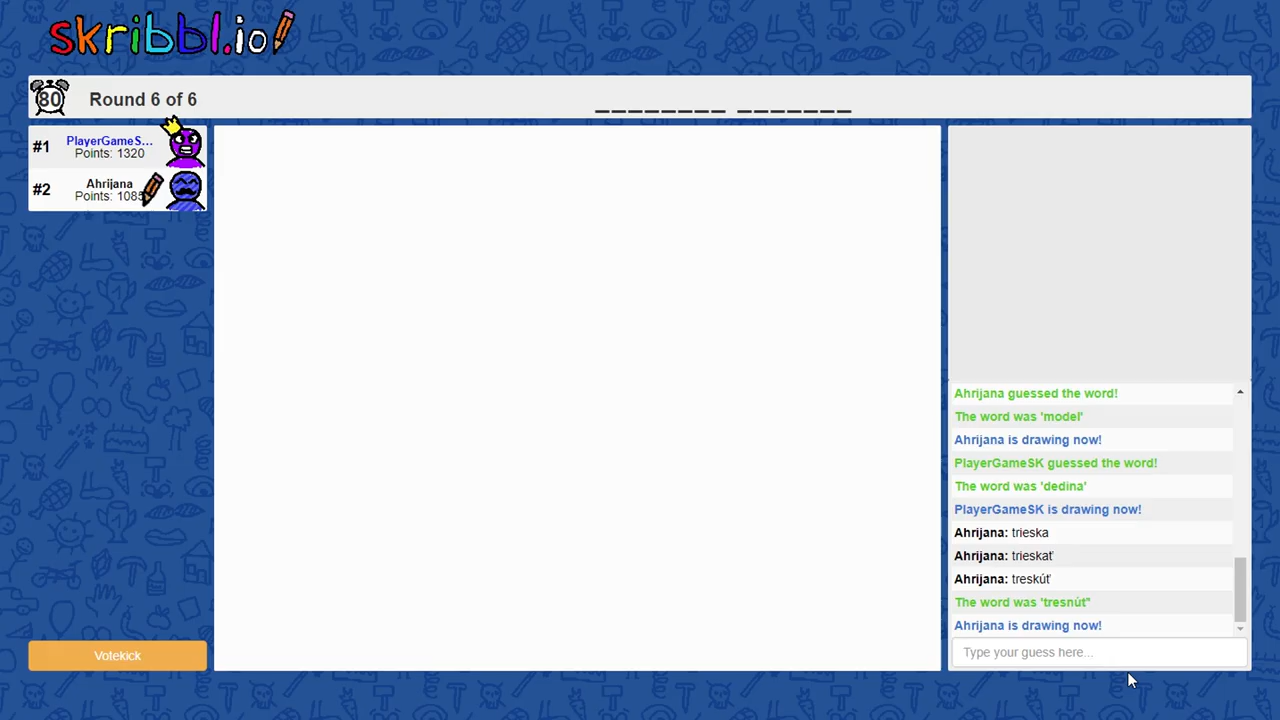 skribbl.io
80
Round 6 of 6
________ _______
#1
PlayerGameS...
Points: 1320
#2
Ahrijana
Points: 1085
Ahrijana guessed the word!
The word was 'model'
Ahrijana is drawing now!
PlayerGameSK guessed the word!
The word was 'dedina'
PlayerGameSK is drawing now!
Ahrijana: trieska
Ahrijana: trieskať
Ahrijana: treskúť
The word was 'tresnúť'
Ahrijana is drawing now!
Votekick
Type your guess here...